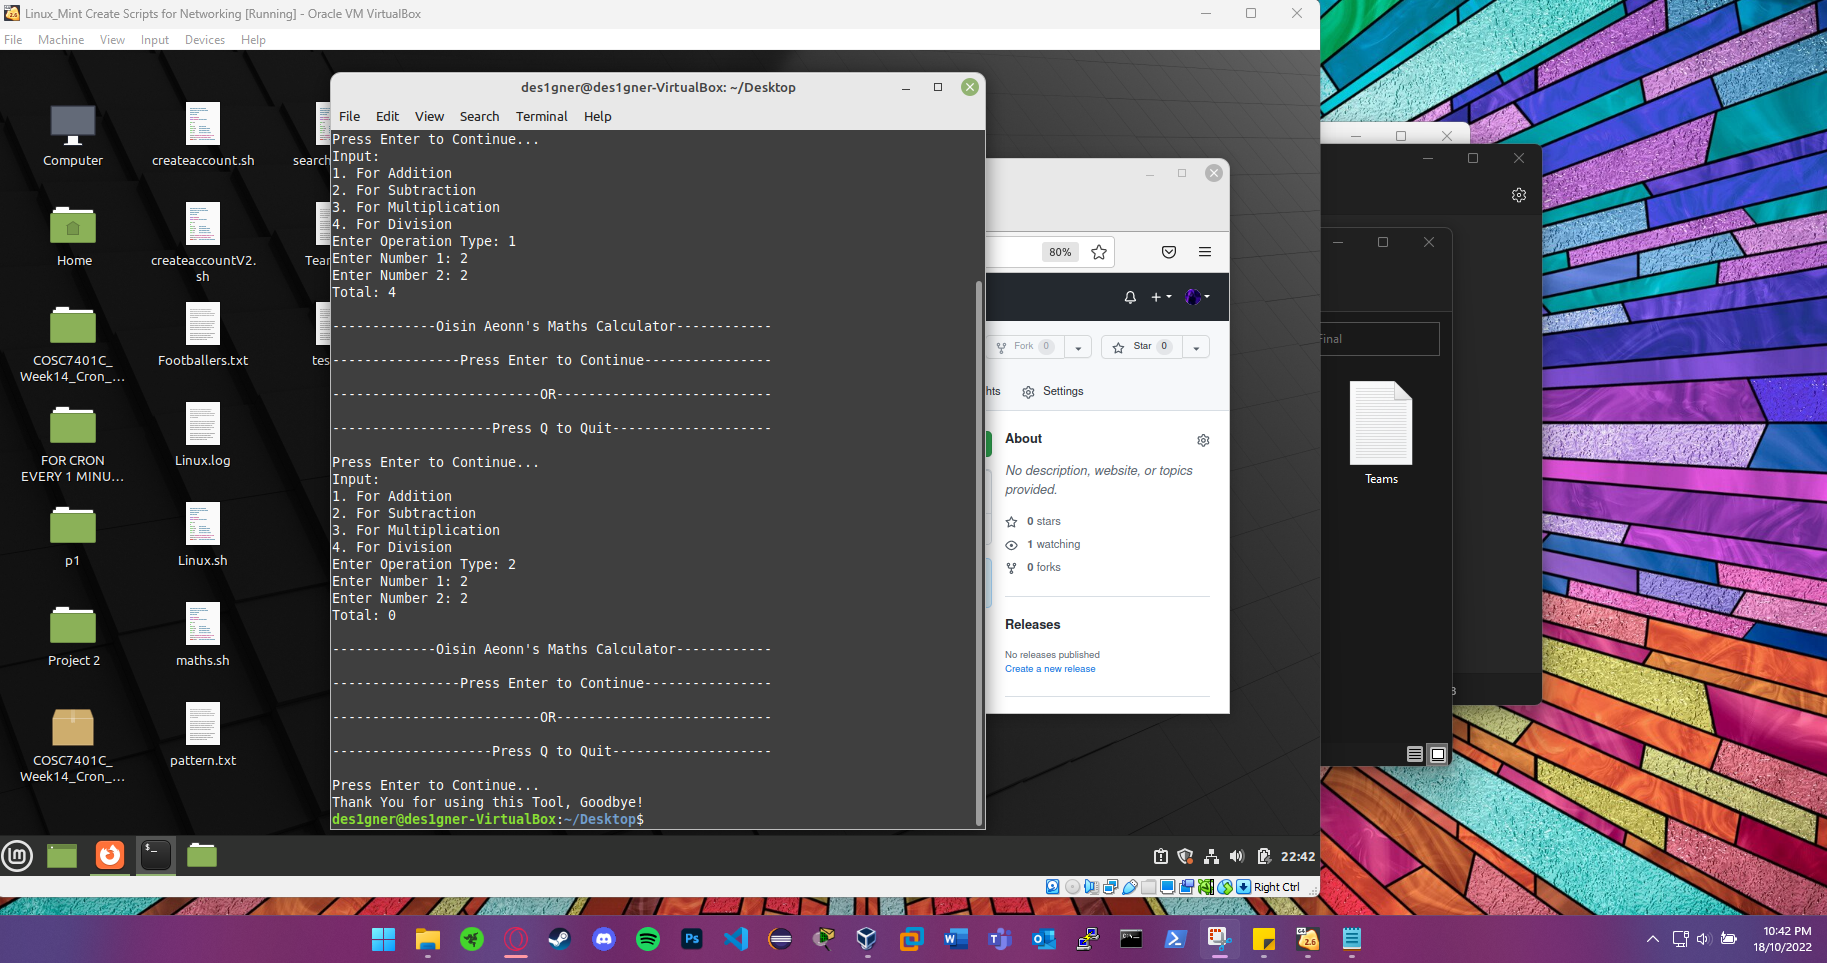 Linux_Mint Create Scripts for Networking [Running] - Oracle VM VirtualBox
File Machine View Input Devices Help
Computer
Home
COSC7401C_
Week14_Cron_...
FOR CRON
EVERY 1 MINU...
p1
Project 2
COSC7401C_
Week14_Cron_...
createaccount.sh
createaccountV2.
sh
Footballers.txt
Linux.log
Linux.sh
maths.sh
pattern.txt
search
Tea
tes
des1gner@des1gner-VirtualBox: ~/Desktop
File Edit View Search Terminal Help
Press Enter to Continue...
Input:
1. For Addition
2. For Subtraction
3. For Multiplication
4. For Division
Enter Operation Type: 1
Enter Number 1: 2
Enter Number 2: 2
Total: 4
-------------Oisin Aeonn's Maths Calculator------------
----------------Press Enter to Continue----------------
--------------------------OR---------------------------
--------------------Press Q to Quit--------------------
Press Enter to Continue...
Input:
1. For Addition
2. For Subtraction
3. For Multiplication
4. For Division
Enter Operation Type: 2
Enter Number 1: 2
Enter Number 2: 2
Total: 0
-------------Oisin Aeonn's Maths Calculator------------
----------------Press Enter to Continue----------------
--------------------------OR---------------------------
--------------------Press Q to Quit--------------------
Press Enter to Continue...
Thank You for using this Tool, Goodbye!
des1gner@des1gner-VirtualBox:~/Desktop$
80%
Fork 0
Star 0
hts Settings
About
No description, website, or topics
provided.
0 stars
1 watching
0 forks
Releases
No releases published
Create a new release
Final
Teams
22:42
Right Ctrl
10:42 PM
18/10/2022